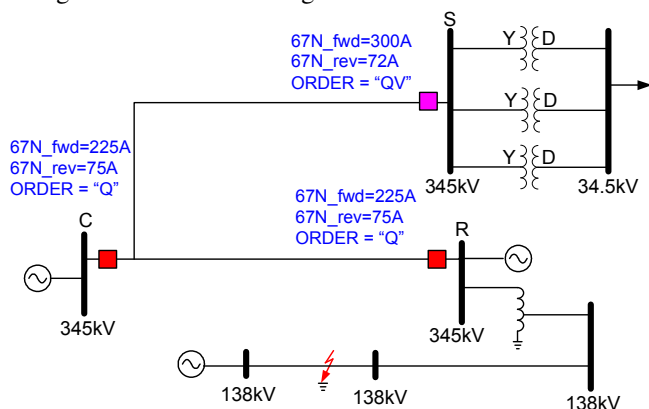 S
67N_fwd=300A
67N_rev=72A
ORDER = "QV"
Y D
Y D
Y D
345kV
34.5kV
67N_fwd=225A
67N_rev=75A
ORDER = "Q"
C
345kV
67N_fwd=225A
67N_rev=75A
ORDER = "Q"
R
345kV
138kV
138kV
138kV